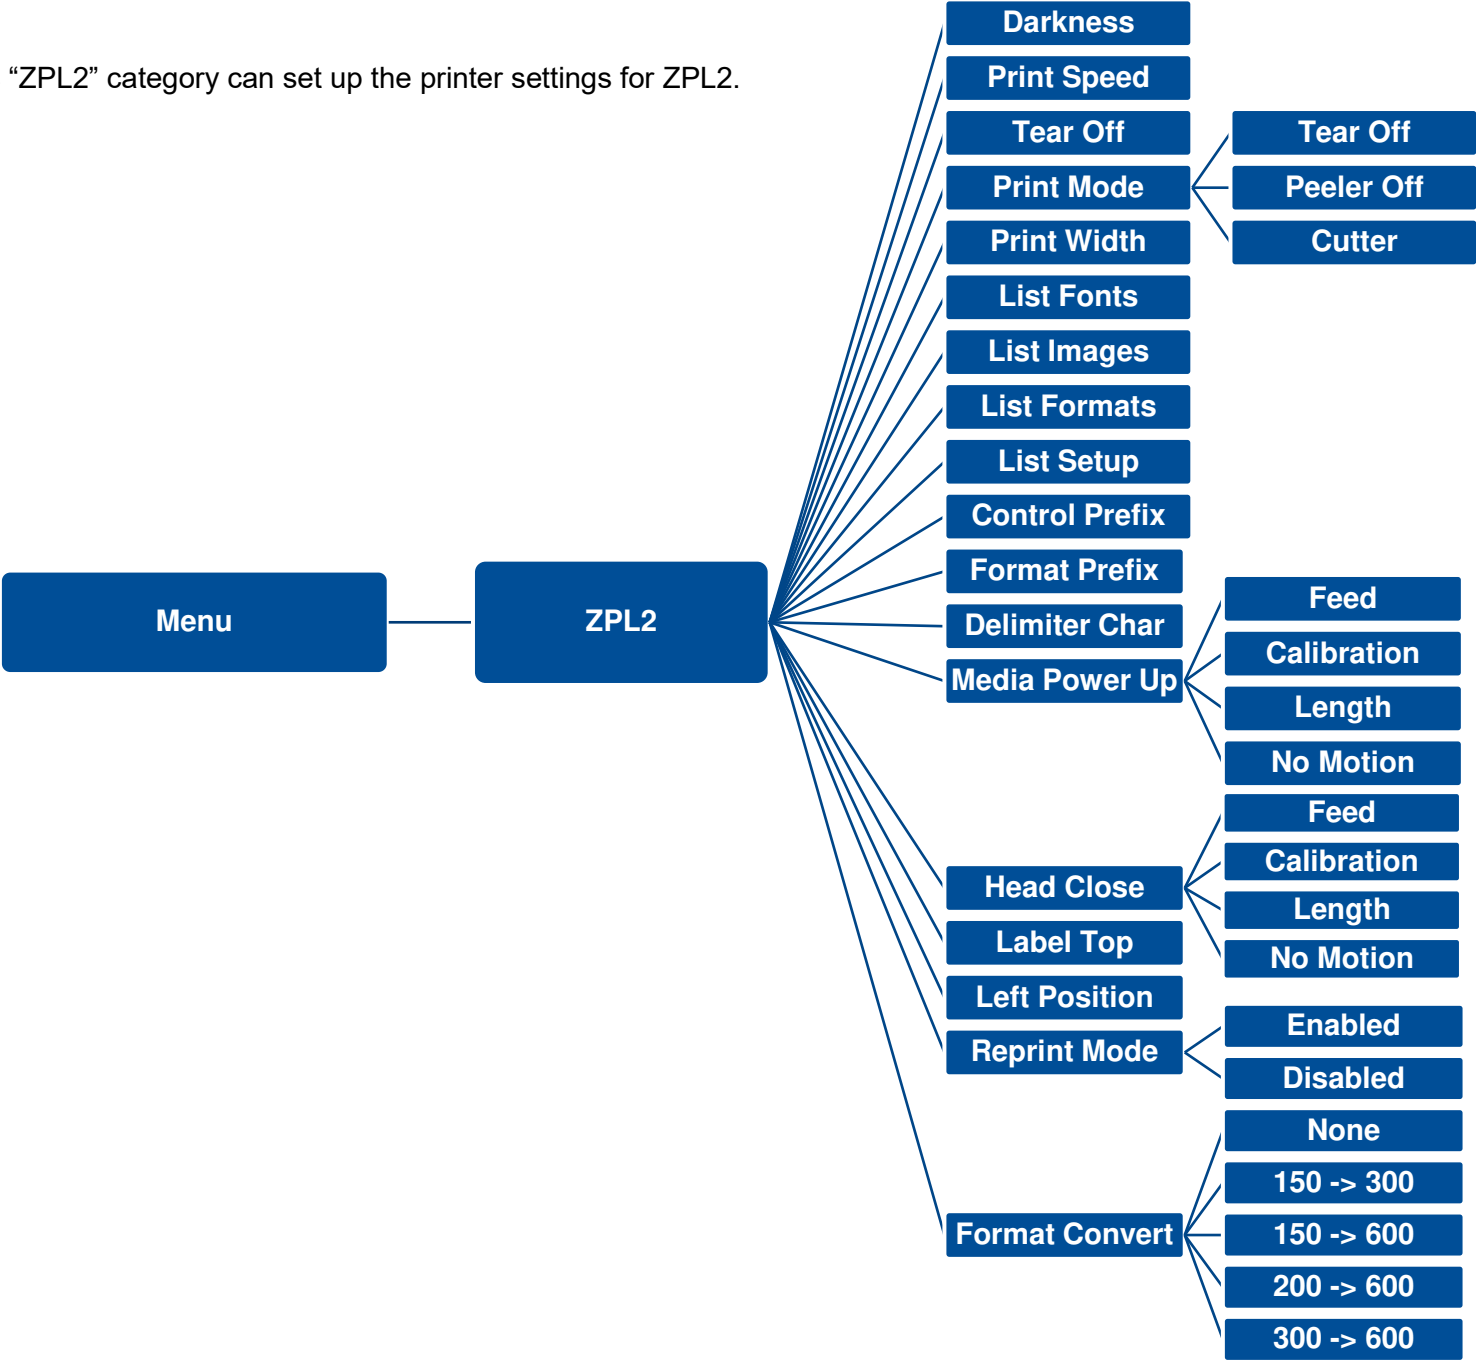 “ZPL2” category can set up the printer settings for ZPL2.
Menu
ZPL2
Darkness
Print Speed
Tear Off
Print Mode
Tear Off
Peeler Off
Cutter
Print Width
List Fonts
List Images
List Formats
List Setup
Control Prefix
Format Prefix
Delimiter Char
Media Power Up
Feed
Calibration
Length
No Motion
Head Close
Feed
Calibration
Length
No Motion
Label Top
Left Position
Reprint Mode
Enabled
Disabled
Format Convert
None
150 -> 300
150 -> 600
200 -> 600
300 -> 600